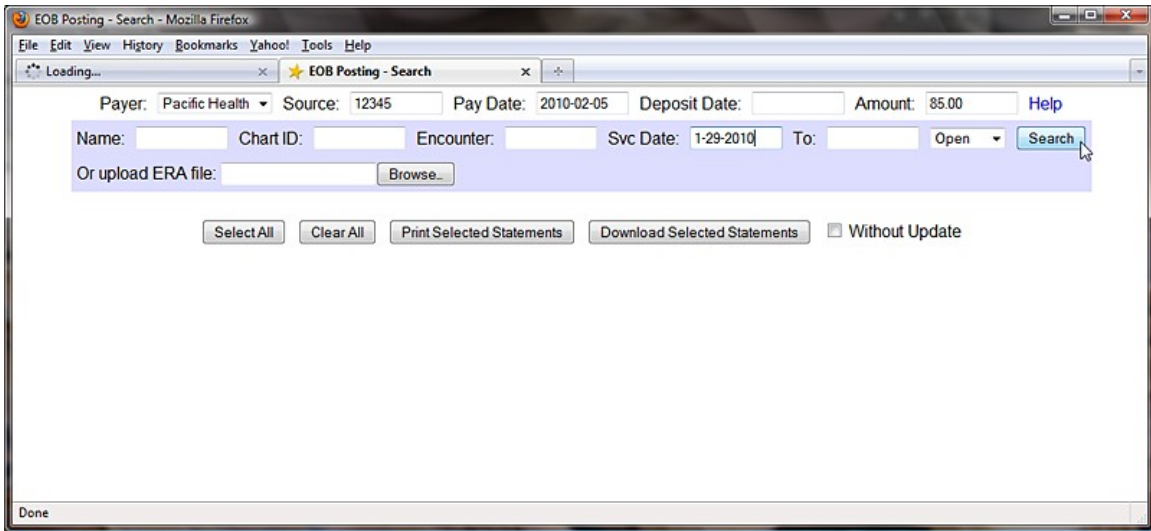 EOB Posting - Search - Mozilla Firefox
File Edit View History Bookmarks Yahoo! Tools Help
Loading... EOB Posting - Search
Payer: Pacific Health Source: 12345 Pay Date: 2010-02-05 Deposit Date: Amount: 85.00 Help
Name: Chart ID: Encounter: Svc Date: 1-29-2010 To: Open Search
Or upload ERA file: Browse..
Select All Clear All Print Selected Statements Download Selected Statements Without Update
Done